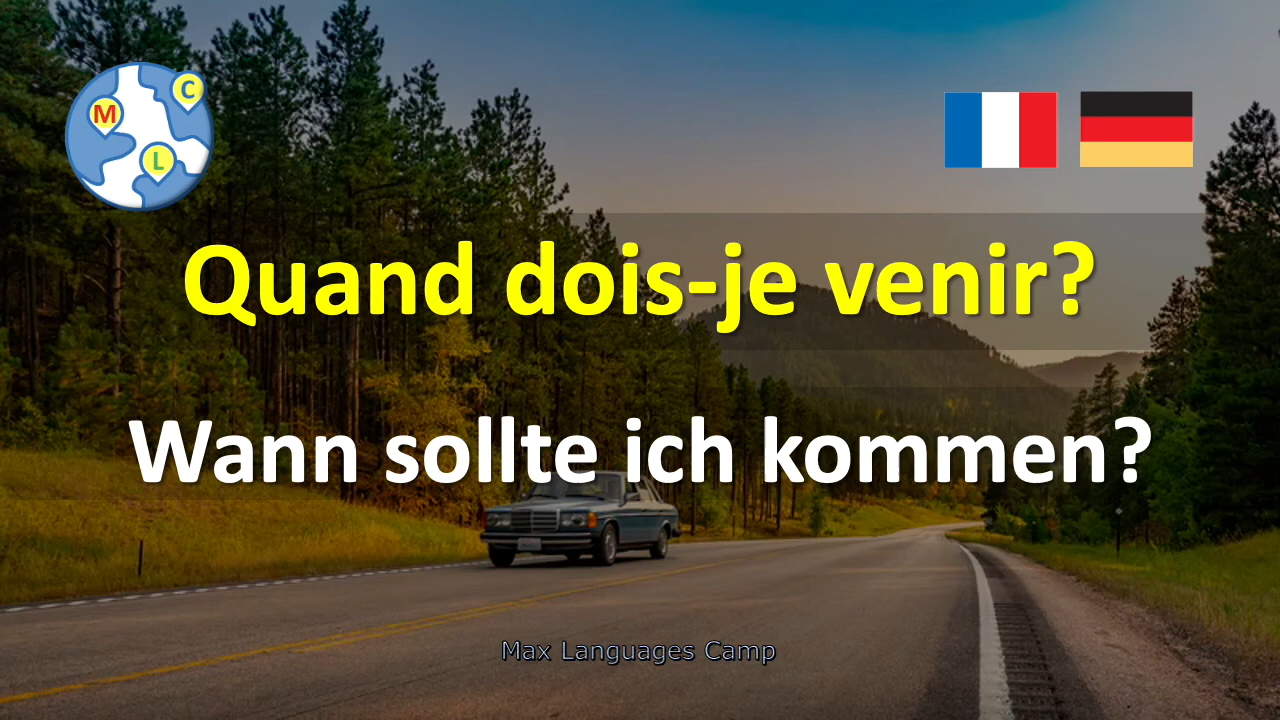 M
C
L
Quand dois-je venir?
Wann sollte ich kommen?
Max Languages Camp